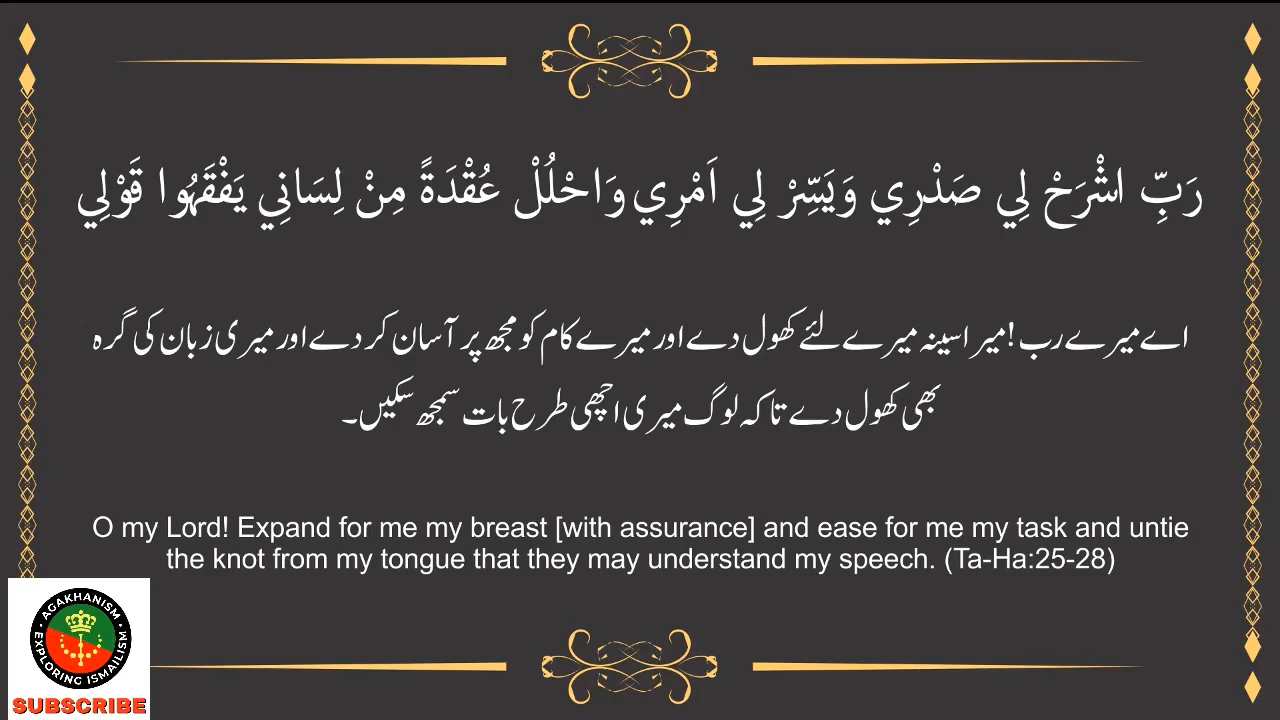 رَبِّ اشْرَحْ لِي صَدْرِي وَيَسِّرْ لِي اَمْرِي وَاحْلُلْ عُقْدَةً مِنْ لِسَانِي يَفْقَهُوا قَوْلِي
اے میرے رب! میرا سینہ میرے لئے کھول دے اور میرے کام کو مجھ پر آسان کر دے اور میری زبان کی گرہ
بھی کھول دے تاکہ لوگ میری اچھی طرح بات سمجھ سکیں۔
O my Lord! Expand for me my breast [with assurance] and ease for me my task and untie
the knot from my tongue that they may understand my speech. (Ta-Ha:25-28)
AGAKHANISM
EXPLORING ISMAILISM
SUBSCRIBE